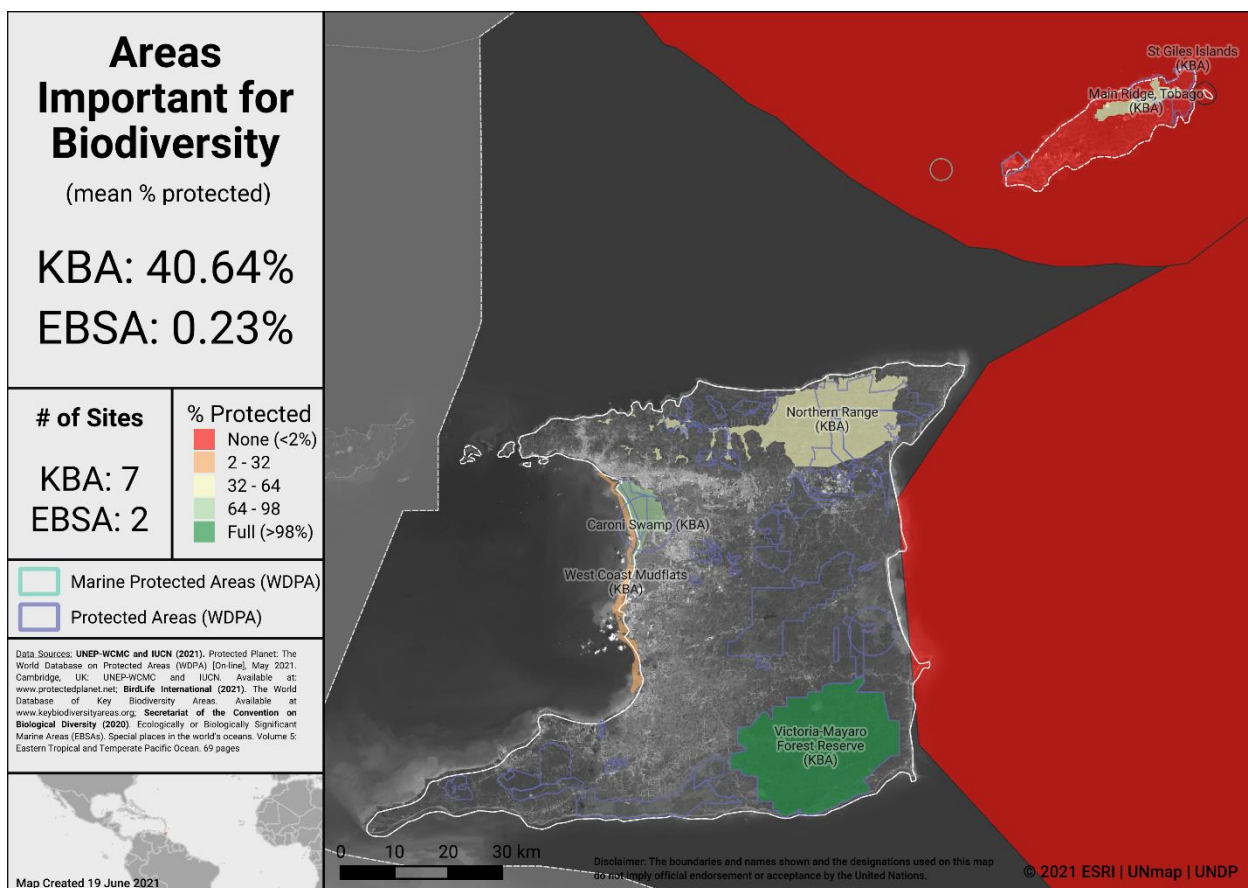 Areas
Important for
Biodiversity
(mean % protected)
KBA: 40.64%
EBSA: 0.23%
# of Sites
KBA: 7
EBSA: 2
% Protected
None (<2%)
2 - 32
32 - 64
64 - 98
Full (>98%)
Marine Protected Areas (WDPA)
Protected Areas (WDPA)
Data Sources: UNEP-WCMC and IUCN (2021). Protected Planet: The
World Database on Protected Areas (WDPA) [On-line], May 2021.
Cambridge, UK: UNEP-WCMC and IUCN. Available at:
www.protectedplanet.net; BirdLife International (2021). The World
Database of Key Biodiversity Areas. Available at
www.keybiodiversityareas.org; Secretariat of the Convention on
Biological Diversity (2020). Ecologically or Biologically Significant
Marine Areas (EBSAs). Special places in the world's oceans. Volume 5:
Eastern Tropical and Temperate Pacific Ocean. 69 pages
Map Created 19 June 2021
St Giles Islands
(KBA)
Main Ridge, Tobago
(KBA)
Northern Range
(KBA)
Caroni Swamp (KBA)
West Coast Mudflats
(KBA)
Victoria-Mayaro
Forest Reserve
(KBA)
0 10 20 30 km
Disclaimer: The boundaries and names shown and the designations used on this map
do not imply official endorsement or acceptance by the United Nations.
© 2021 ESRI | UNmap | UNDP